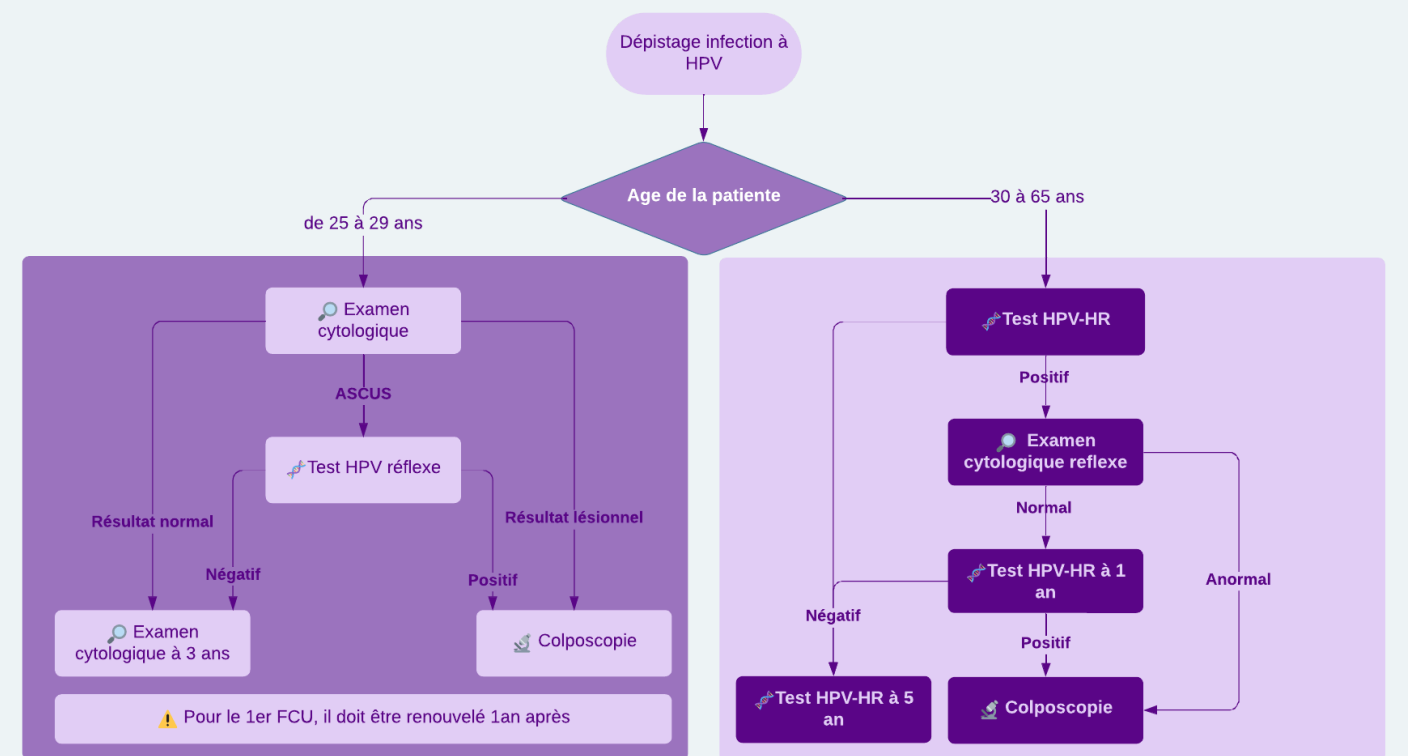 Dépistage infection à
HPV
Age de la patiente
de 25 à 29 ans
30 à 65 ans
Examen
cytologique
ASCUS
Test HPV réflexe
Résultat normal
Négatif
Positif
Résultat lésionnel
Examen
cytologique à 3 ans
Colposcopie
Pour le 1er FCU, il doit être renouvelé 1an après
Test HPV-HR
Positif
Examen
cytologique reflexe
Normal
Anormal
Test HPV-HR à 1
an
Négatif
Positif
Test HPV-HR à 5
an
Colposcopie